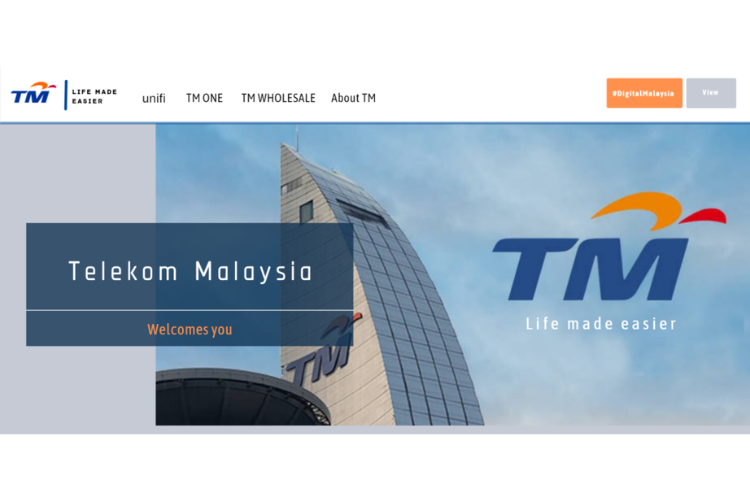 TM
LIFE MADE
EASIER
unifi
TM ONE
TM WHOLESALE
About TM
#DigitalMalaysia
View
Telekom Malaysia
Welcomes you
TM
TM
Life made easier